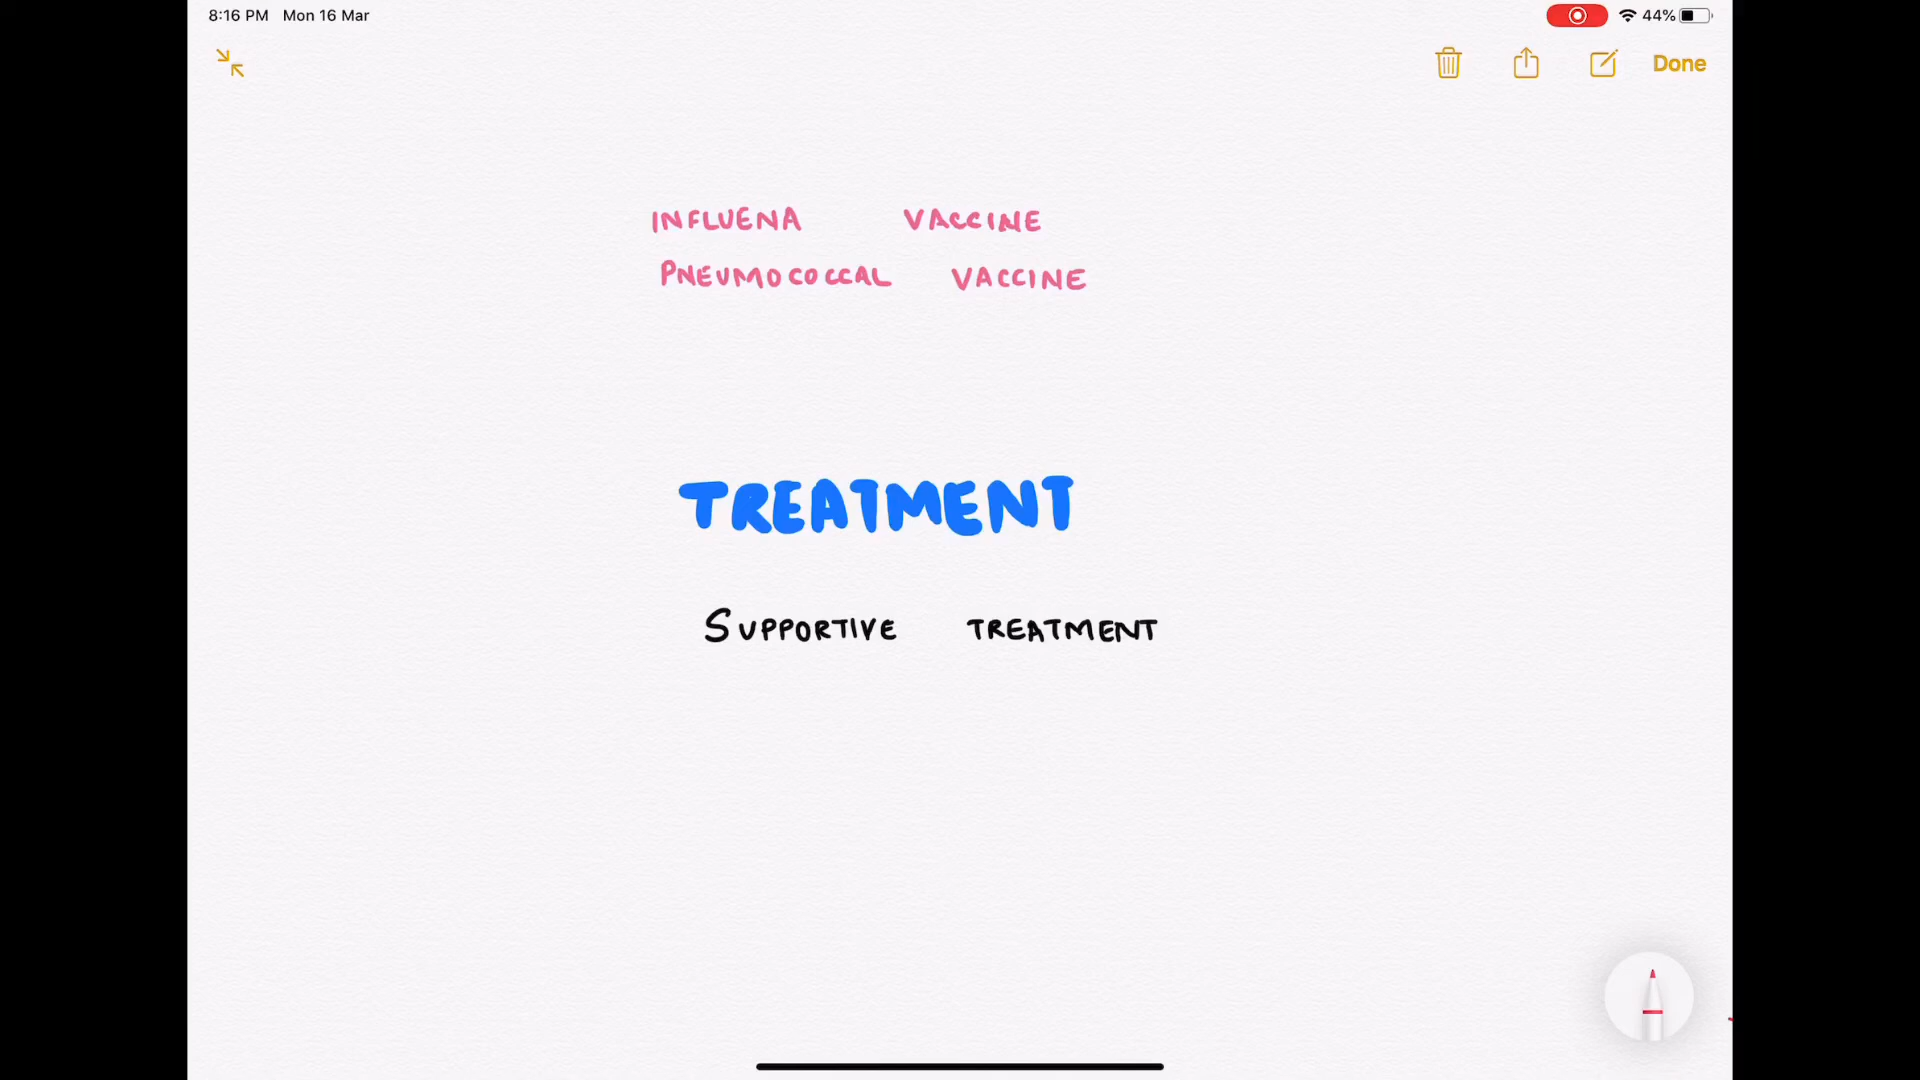 8:16 PM Mon 16 Mar 44%
Done
INFLUENA VACCINE
PNEUMOCOCCAL VACCINE
TREATMENT
SUPPORTIVE TREATMENT